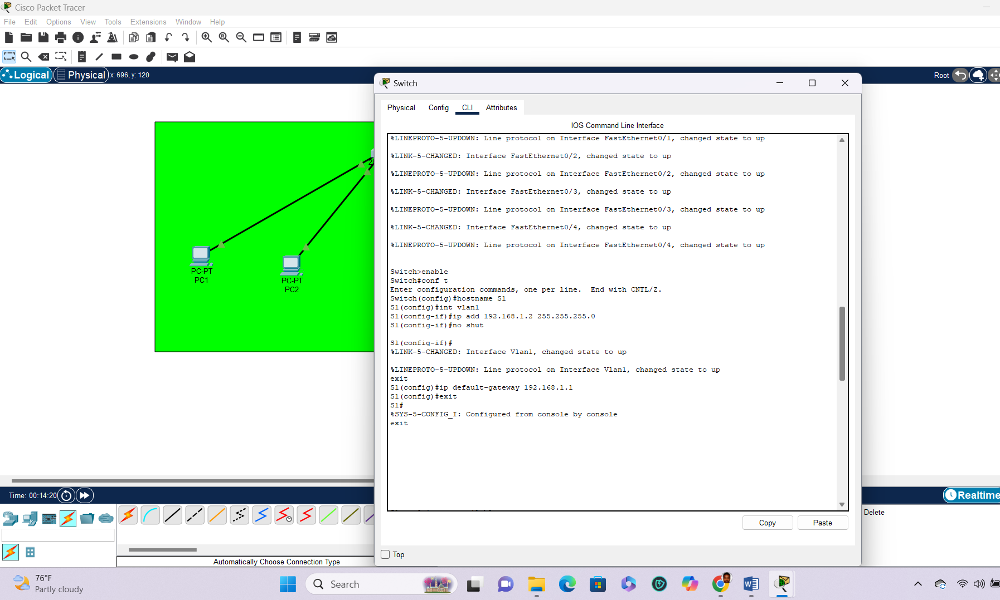 Cisco Packet Tracer
File Edit Options View Tools Extensions Window Help
Logical Physical x: 696, y: 120
Root
Switch
Physical Config CLI Attributes
IOS Command Line Interface
%LINEPROTO-5-UPDOWN: Line protocol on Interface FastEthernet0/1, changed state to up
%LINK-5-CHANGED: Interface FastEthernet0/2, changed state to up
%LINEPROTO-5-UPDOWN: Line protocol on Interface FastEthernet0/2, changed state to up
%LINK-5-CHANGED: Interface FastEthernet0/3, changed state to up
%LINEPROTO-5-UPDOWN: Line protocol on Interface FastEthernet0/3, changed state to up
%LINK-5-CHANGED: Interface FastEthernet0/4, changed state to up
%LINEPROTO-5-UPDOWN: Line protocol on Interface FastEthernet0/4, changed state to up
Switch>enable
Switch#conf t
Enter configuration commands, one per line.  End with CNTL/Z.
Switch(config)#hostname S1
S1(config)#int vlan1
S1(config-if)#ip add 192.168.1.2 255.255.255.0
S1(config-if)#no shut
S1(config-if)#
%LINK-5-CHANGED: Interface Vlan1, changed state to up
%LINEPROTO-5-UPDOWN: Line protocol on Interface Vlan1, changed state to up
exit
S1(config)#ip default-gateway 192.168.1.1
S1(config)#exit
S1#
%SYS-5-CONFIG_I: Configured from console by console
exit
Copy Paste
Top
PC-PT
PC1
PC-PT
PC2
Time: 00:14:20
Realtime
Delete
Automatically Choose Connection Type
76°F
Partly cloudy
Search